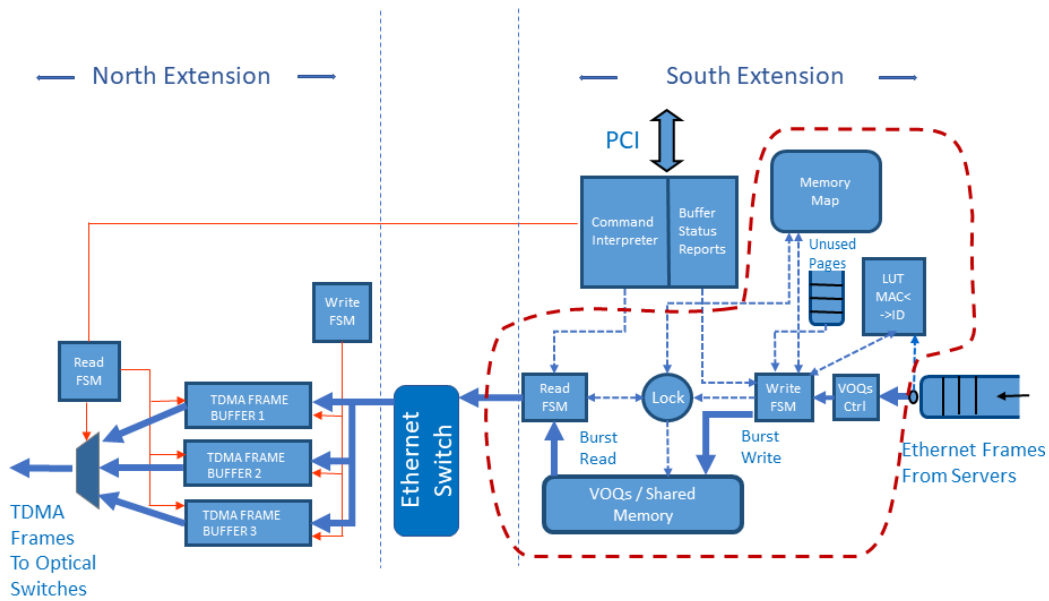 North Extension
South Extension
PCI
Command
Interpreter
Buffer
Status
Reports
Memory
Map
Unused
Pages
LUT
MAC<
->ID
Write
FSM
Read
FSM
TDMA FRAME
BUFFER 1
TDMA FRAME
BUFFER 2
TDMA FRAME
BUFFER 3
Ethernet
Switch
Read
FSM
Lock
Write
FSM
VOQs
Ctrl
Burst
Read
Burst
Write
VOQs / Shared
Memory
Ethernet Frames
From Servers
TDMA
Frames
To Optical
Switches